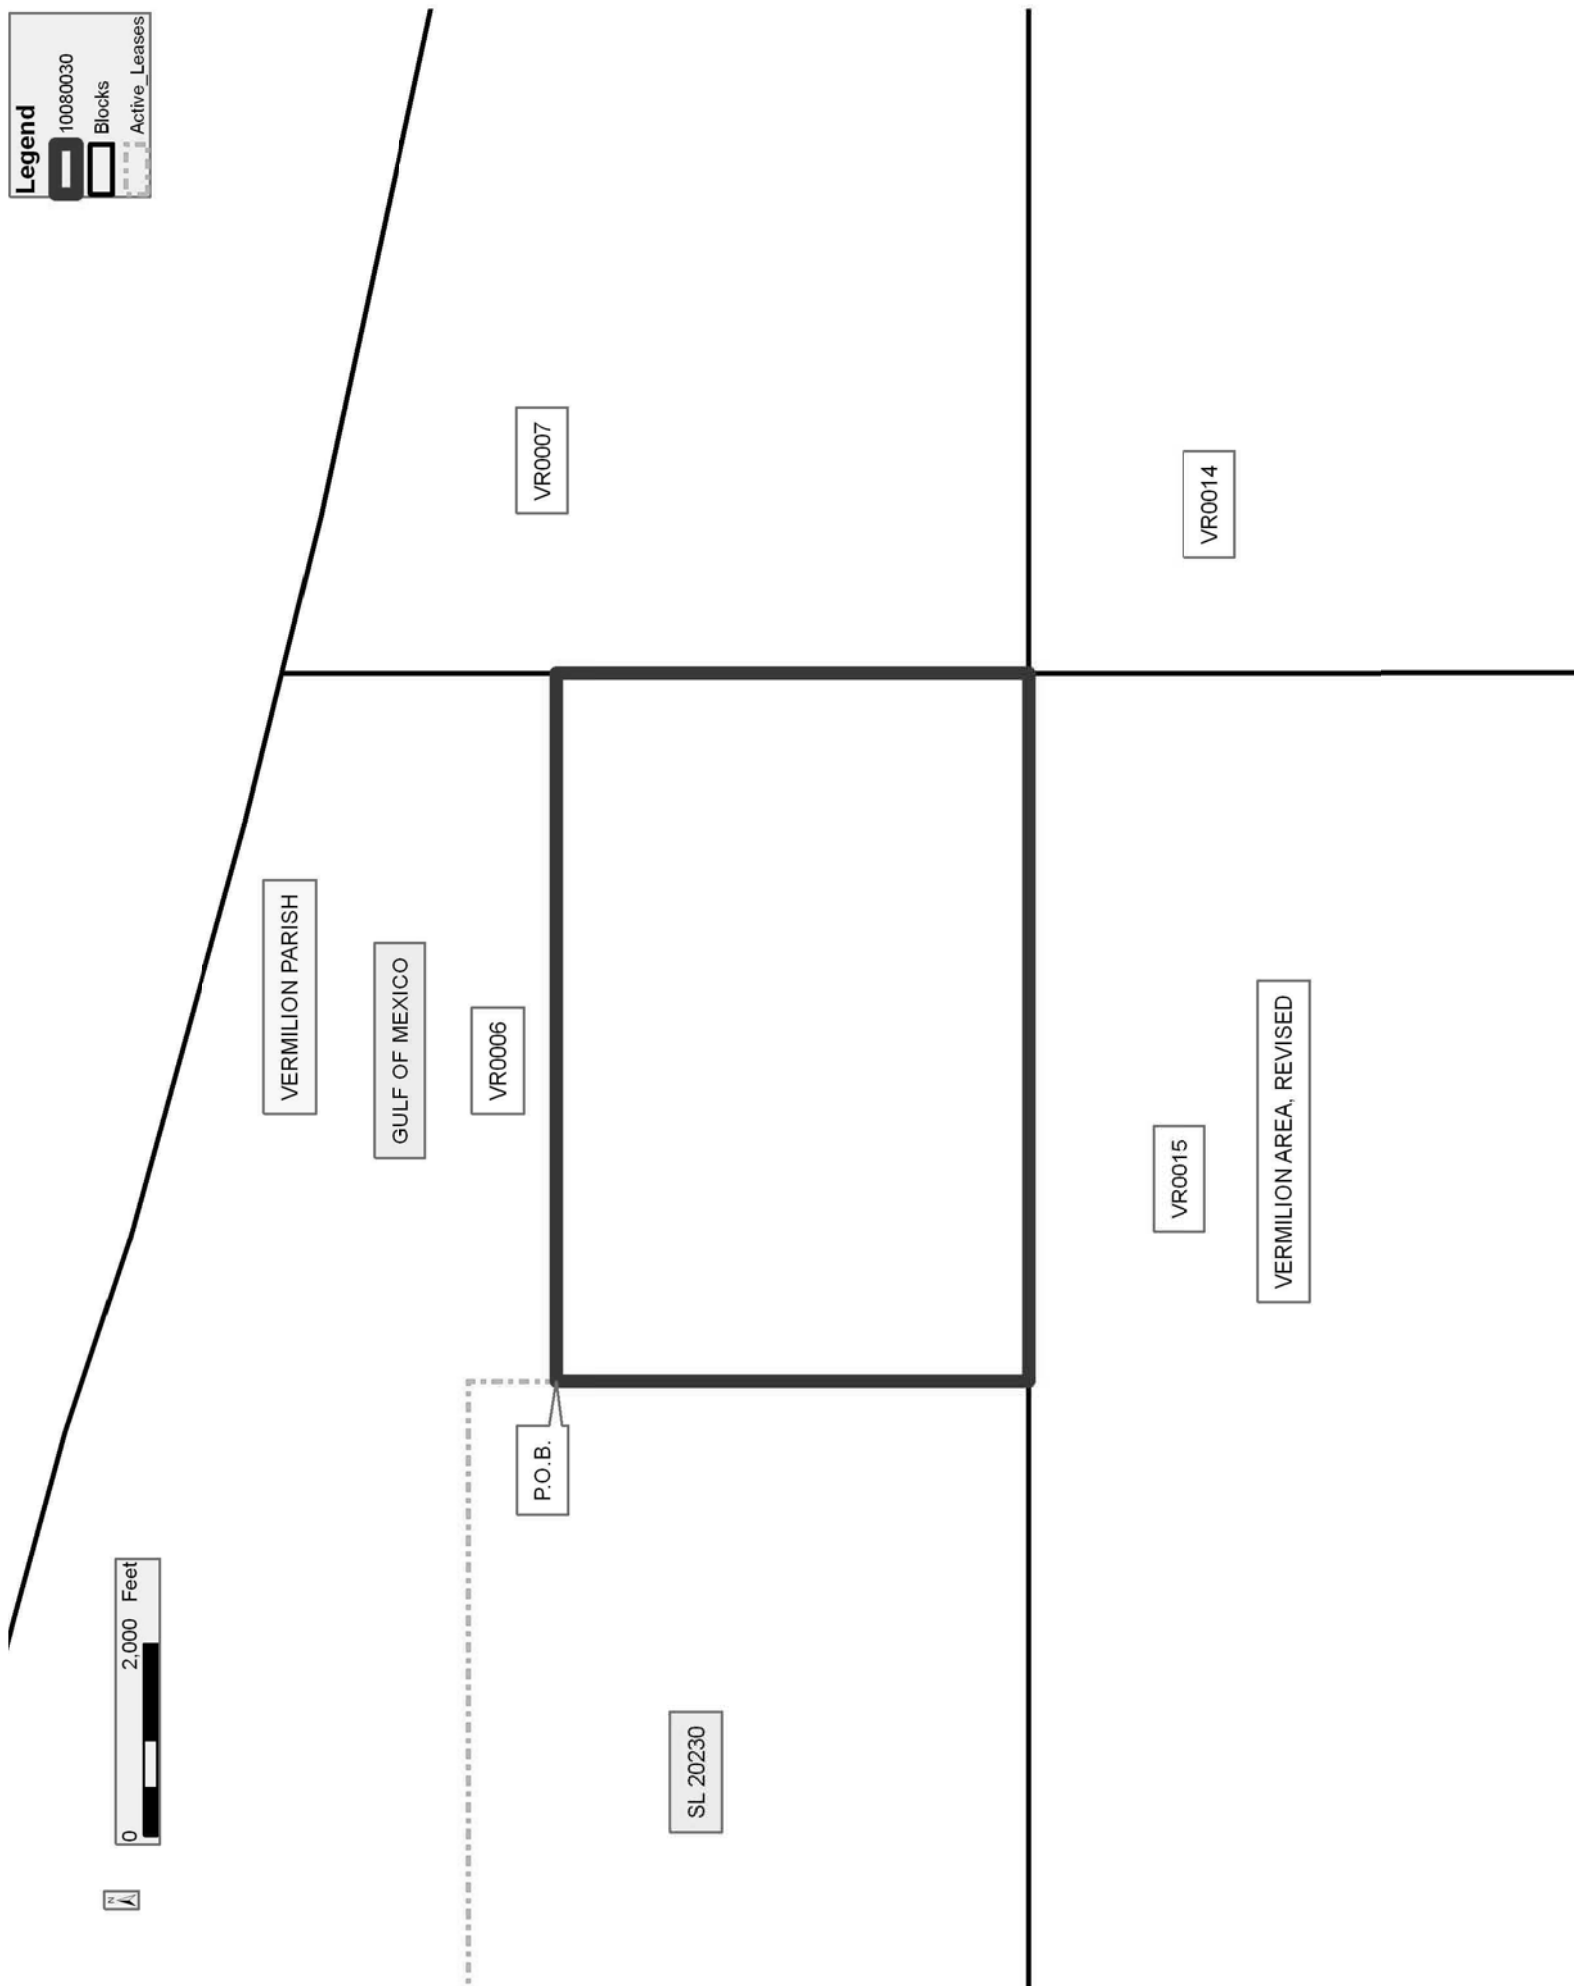 Legend
10080030
Blocks
Active_Leases
0 2,000 Feet
N
VERMILION PARISH
GULF OF MEXICO
VR0006
VR0007
P.O.B.
SL 20230
VR0015
VR0014
VERMILION AREA, REVISED